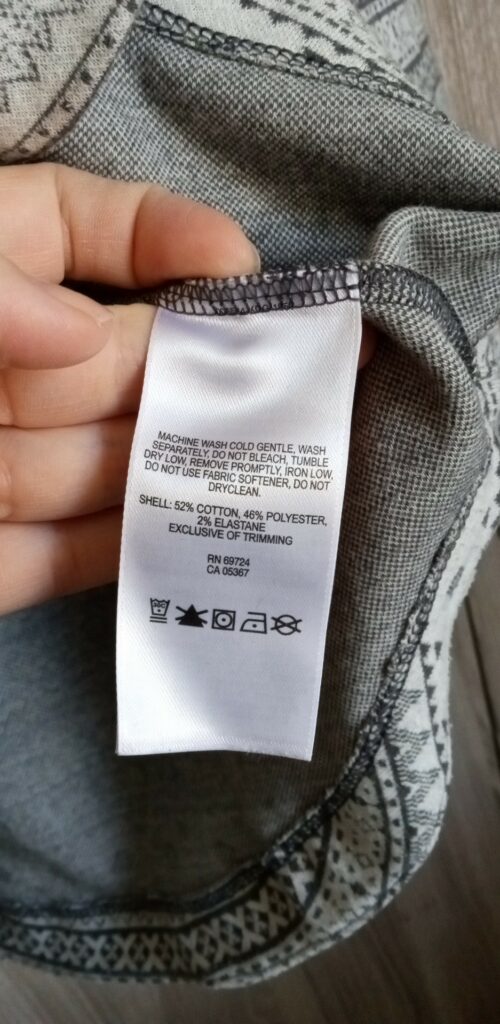 MACHINE WASH COLD GENTLE, WASH
SEPARATELY, DO NOT BLEACH, TUMBLE
DRY LOW, REMOVE PROMPTLY, IRON LOW,
DO NOT USE FABRIC SOFTENER, DO NOT
DRYCLEAN.
SHELL: 52% COTTON, 46% POLYESTER,
2% ELASTANE
EXCLUSIVE OF TRIMMING
RN 69724
CA 05367
30C